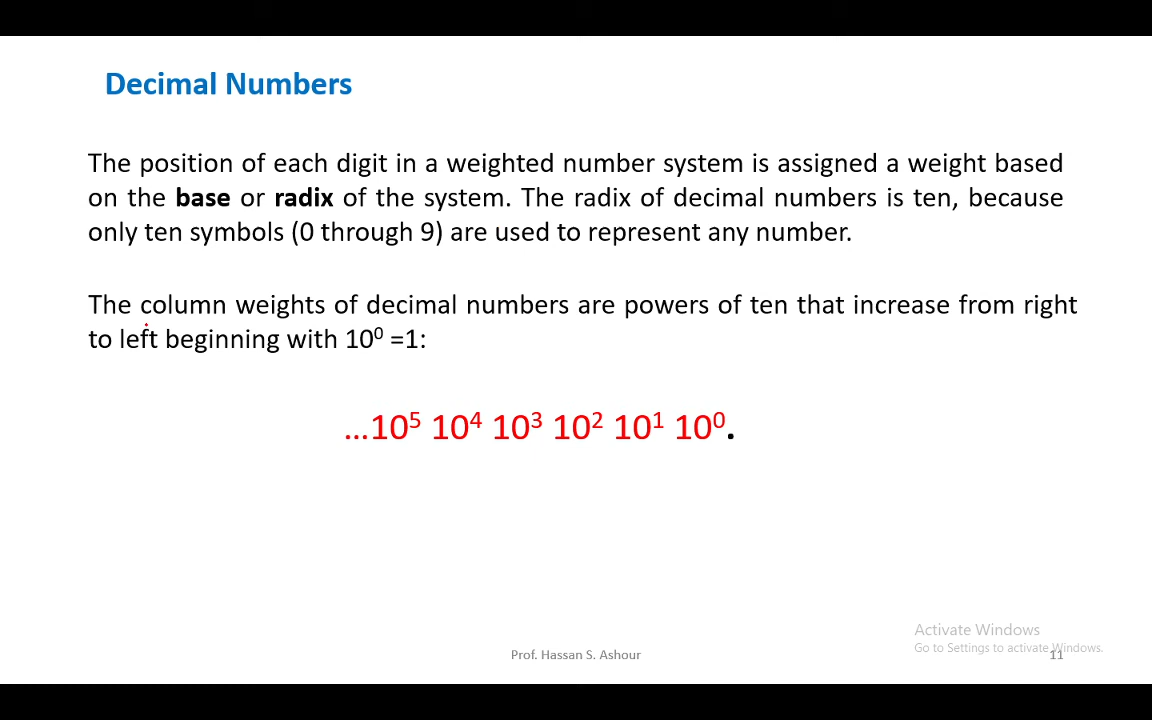 Decimal Numbers
The position of each digit in a weighted number system is assigned a weight based
on the base or radix of the system. The radix of decimal numbers is ten, because
only ten symbols (0 through 9) are used to represent any number.
The column weights of decimal numbers are powers of ten that increase from right
to left beginning with 10⁰ =1:
…10⁵ 10⁴ 10³ 10² 10¹ 10⁰.
Activate Windows
Go to Settings to activate Windows.
Prof. Hassan S. Ashour
11